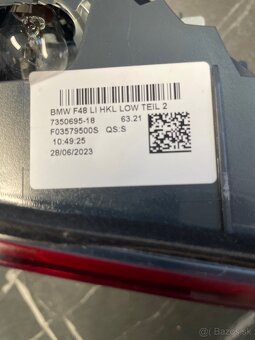 BMW F48 LI HKL LOW TEIL 2
7350695-18 63.21
F03579500S QS:S
10:49:25
28/06/2023
Bazos.sk